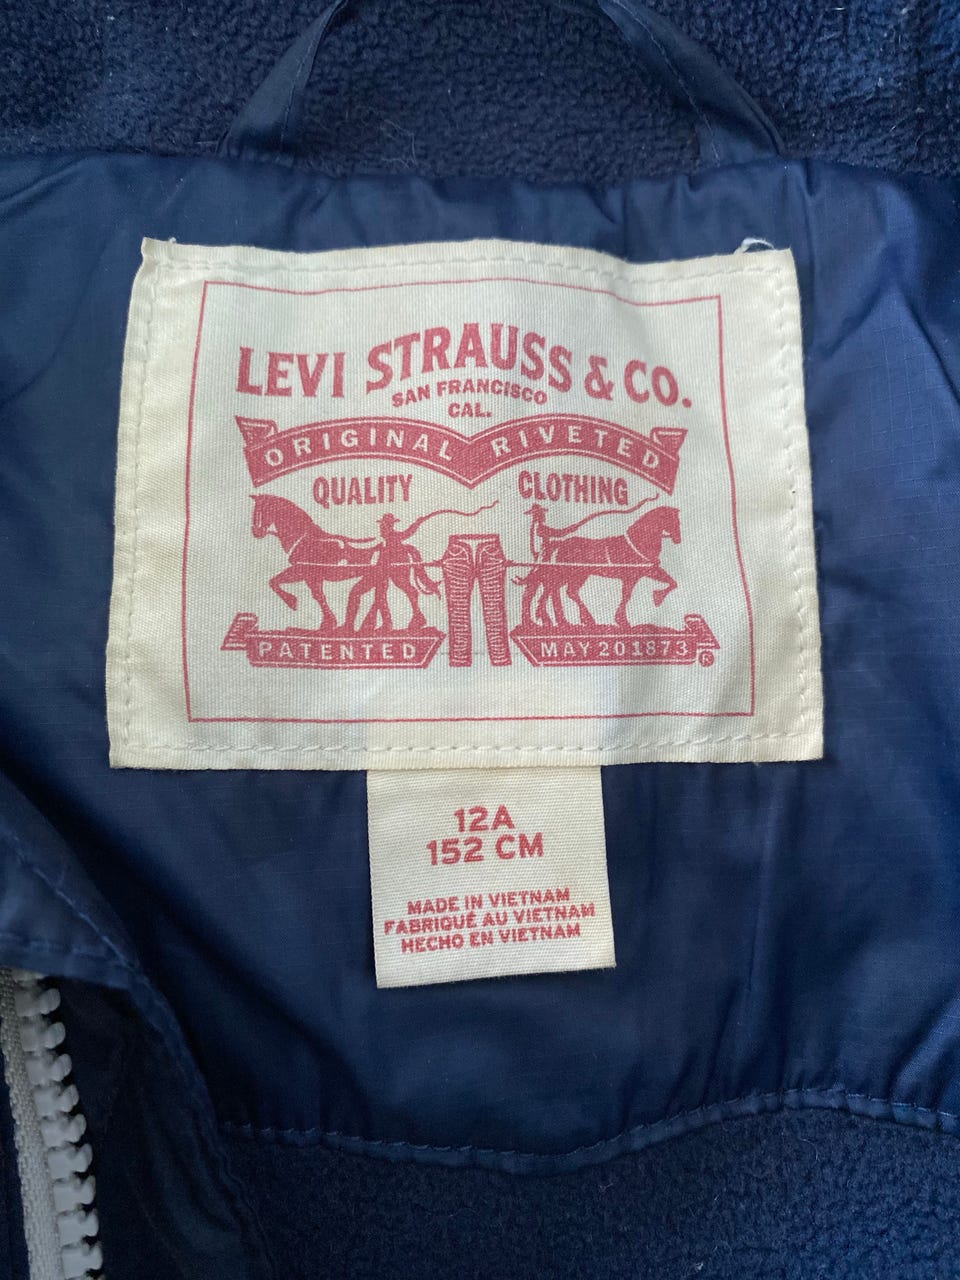 LEVI STRAUSS & CO.
SAN FRANCISCO
CAL.
ORIGINAL RIVETED
QUALITY CLOTHING
PATENTED MAY 20 1873 ®
12A
152 CM
MADE IN VIETNAM
FABRIQUÉ AU VIETNAM
HECHO EN VIETNAM